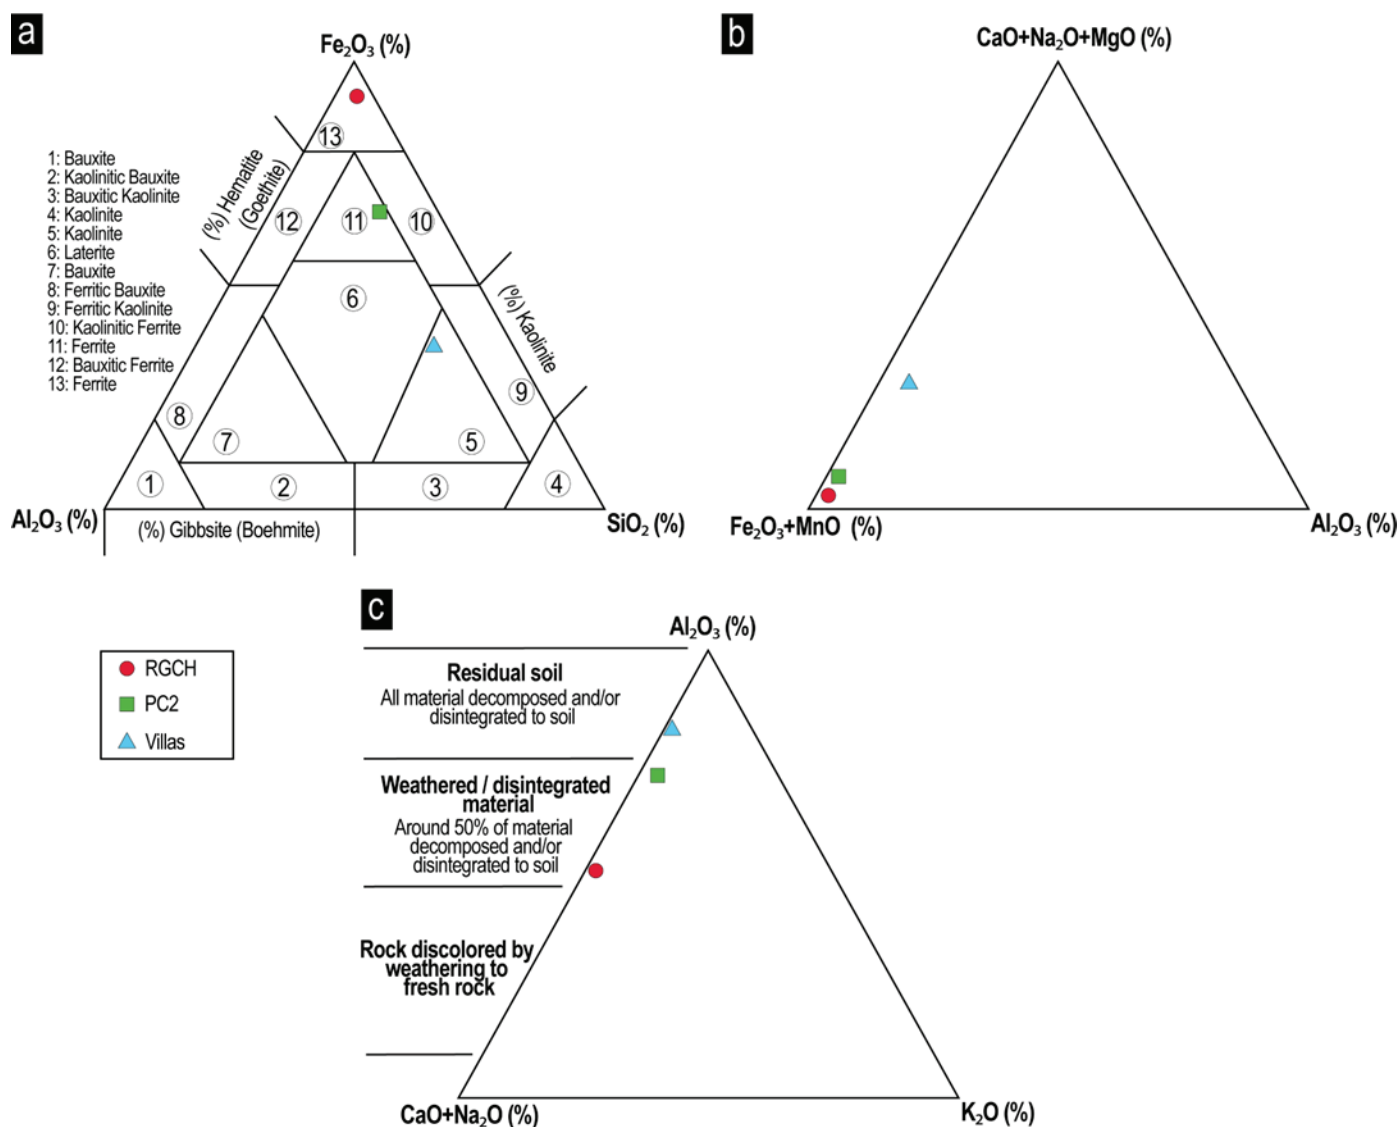 a
Fe₂O₃ (%)
1: Bauxite
2: Kaolinitic Bauxite
3: Bauxitic Kaolinite
4: Kaolinite
5: Kaolinite
6: Laterite
7: Bauxite
8: Ferritic Bauxite
9: Ferritic Kaolinite
10: Kaolinitic Ferrite
11: Ferrite
12: Bauxitic Ferrite
13: Ferrite
(%) Hematite
(Goethite)
13
12
11
10
6
(%) Kaolinite
9
8
7
5
1
2
3
4
Al₂O₃ (%)
(%) Gibbsite (Boehmite)
SiO₂ (%)
b
CaO+Na₂O+MgO (%)
Fe₂O₃+MnO (%)
Al₂O₃ (%)
RGCH
PC2
Villas
c
Al₂O₃ (%)
Residual soil
All material decomposed and/or
disintegrated to soil
Weathered / disintegrated
material
Around 50% of material
decomposed and/or
disintegrated to soil
Rock discolored by
weathering to
fresh rock
CaO+Na₂O (%)
K₂O (%)